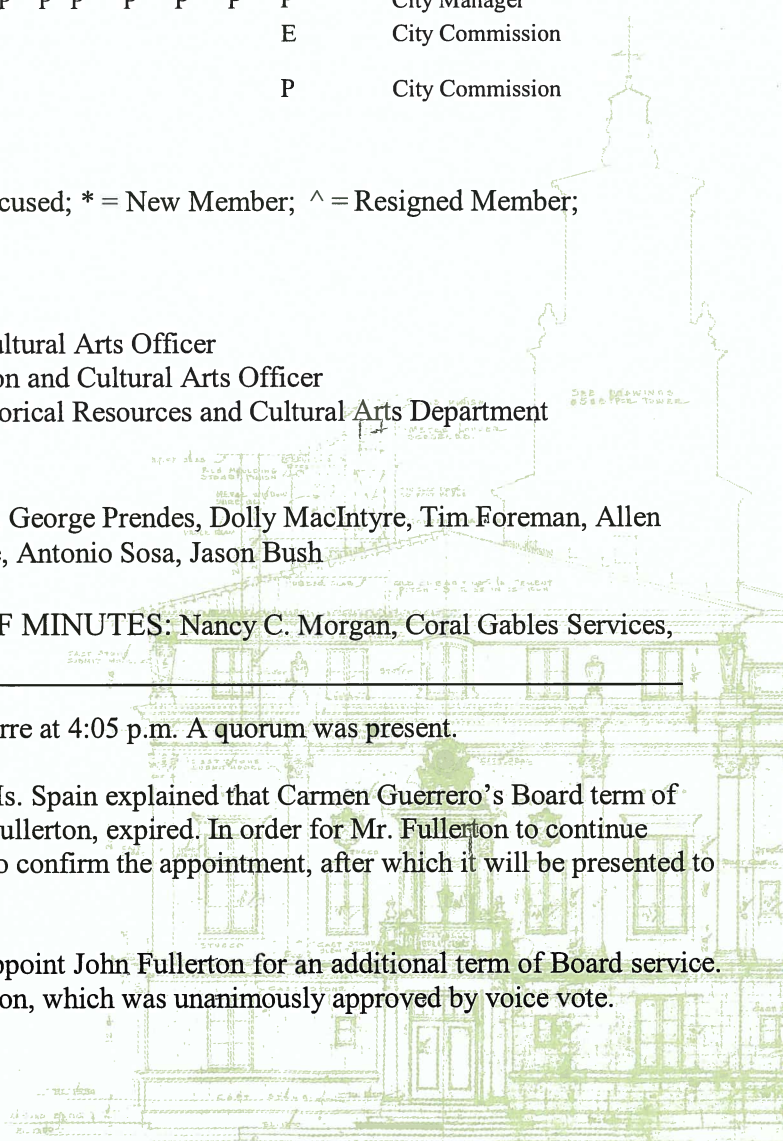 P P P P P P P City Manager
E City Commission
P City Commission
cused; * = New Member; ^ = Resigned Member;
ultural Arts Officer
on and Cultural Arts Officer
orical Resources and Cultural Arts Department
SEE
TOWER
George Prendes, Dolly MacIntyre, Tim Foreman, Allen
e, Antonio Sosa, Jason Bush
F MINUTES: Nancy C. Morgan, Coral Gables Services,
rre at 4:05 p.m. A quorum was present.
Ms. Spain explained that Carmen Guerrero's Board term of
ullerton, expired. In order for Mr. Fullerton to continue
o confirm the appointment, after which it will be presented to
ppoint John Fullerton for an additional term of Board service.
on, which was unanimously approved by voice vote.